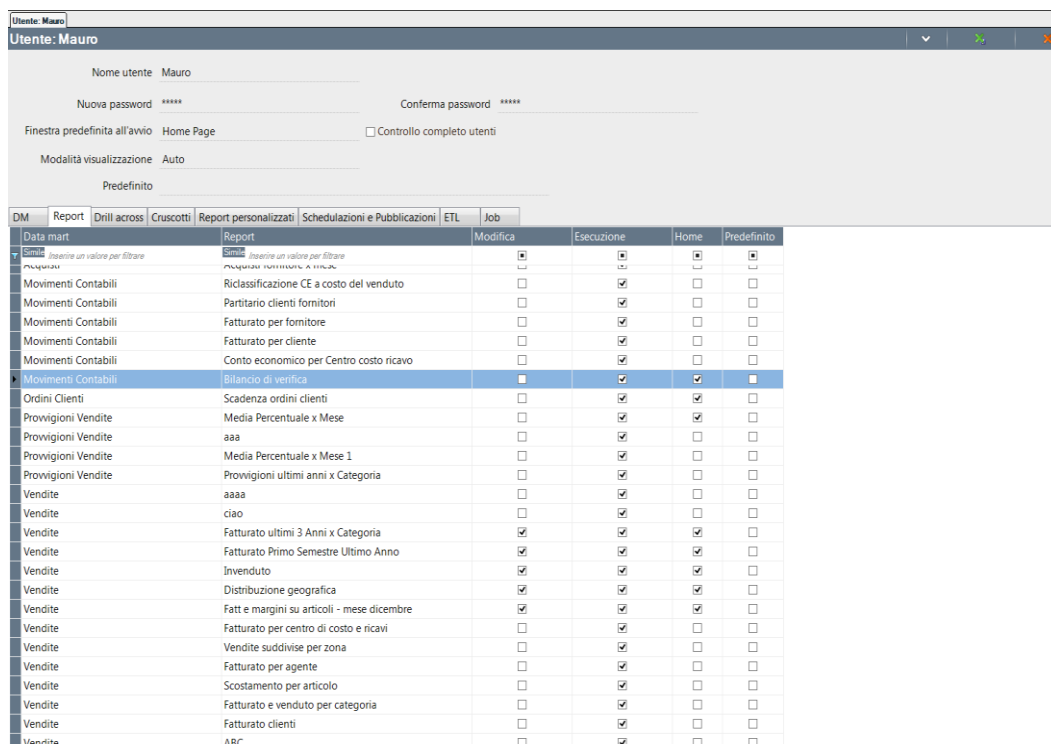 Utente: Mauro
Utente: Mauro
Nome utente Mauro
Nuova password ***** Conferma password *****
Finestra predefinita all'avvio Home Page Controllo completo utenti
Modalità visualizzazione Auto
Predefinito
DM Report Drill across Cruscotti Report personalizzati Schedulazioni e Pubblicazioni ETL Job
Data mart Report Modifica Esecuzione Home Predefinito
Simile Inserire un valore per filtrare Simile Inserire un valore per filtrare
Acquisti Acquisti fornitore x mese
Movimenti Contabili Riclassificazione CE a costo del venduto
Movimenti Contabili Partitario clienti fornitori
Movimenti Contabili Fatturato per fornitore
Movimenti Contabili Fatturato per cliente
Movimenti Contabili Conto economico per Centro costo ricavo
Movimenti Contabili Bilancio di verifica
Ordini Clienti Scadenza ordini clienti
Provvigioni Vendite Media Percentuale x Mese
Provvigioni Vendite aaa
Provvigioni Vendite Media Percentuale x Mese 1
Provvigioni Vendite Provvigioni ultimi anni x Categoria
Vendite aaaa
Vendite ciao
Vendite Fatturato ultimi 3 Anni x Categoria
Vendite Fatturato Primo Semestre Ultimo Anno
Vendite Invenduto
Vendite Distribuzione geografica
Vendite Fatt e margini su articoli - mese dicembre
Vendite Fatturato per centro di costo e ricavi
Vendite Vendite suddivise per zona
Vendite Fatturato per agente
Vendite Scostamento per articolo
Vendite Fatturato e venduto per categoria
Vendite Fatturato clienti
Vendite ABC